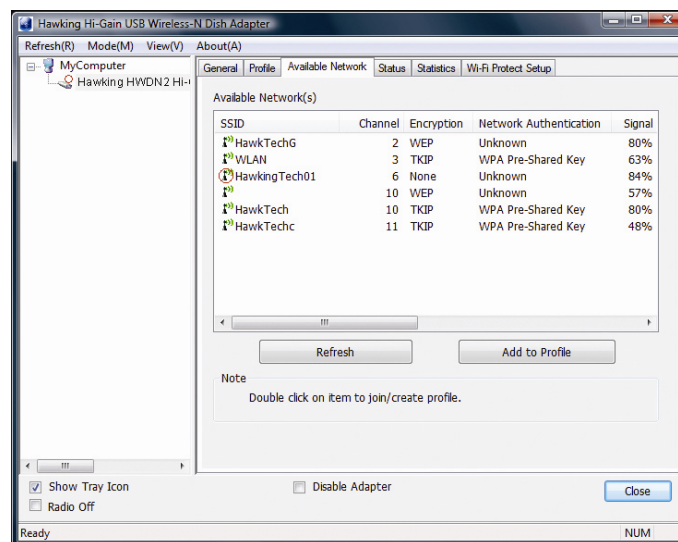 Hawking Hi-Gain USB Wireless-N Dish Adapter
Refresh(R) Mode(M) View(V) About(A)
MyComputer
Hawking HWDN2 Hi-
General Profile Available Network Status Statistics Wi-Fi Protect Setup
Available Network(s)
SSID Channel Encryption Network Authentication Signal
HawkTechG 2 WEP Unknown 80%
WLAN 3 TKIP WPA Pre-Shared Key 63%
HawkingTech01 6 None Unknown 84%
10 WEP Unknown 57%
HawkTech 10 TKIP WPA Pre-Shared Key 80%
HawkTechc 11 TKIP WPA Pre-Shared Key 48%
Refresh Add to Profile
Note
Double click on item to join/create profile.
Show Tray Icon Disable Adapter Close
Radio Off
Ready NUM